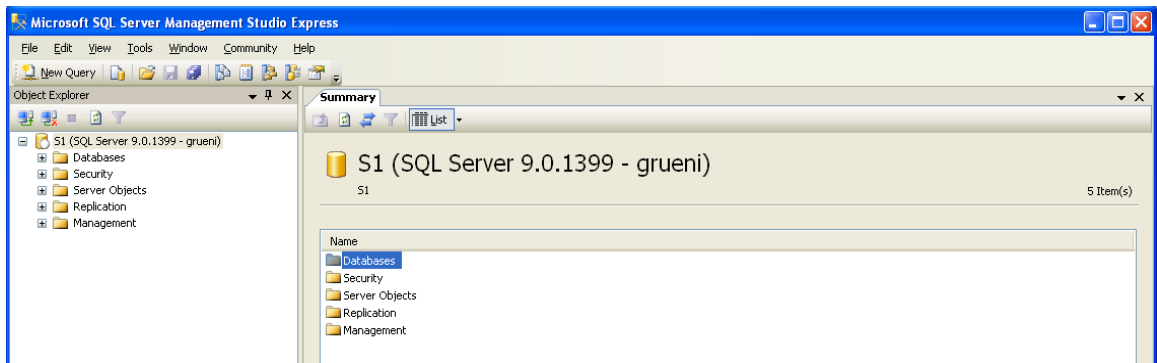 Microsoft SQL Server Management Studio Express
File Edit View Tools Window Community Help
New Query
Object Explorer
S1 (SQL Server 9.0.1399 - grueni)
Databases
Security
Server Objects
Replication
Management
Summary
List
S1 (SQL Server 9.0.1399 - grueni)
S1
5 Item(s)
Name
Databases
Security
Server Objects
Replication
Management